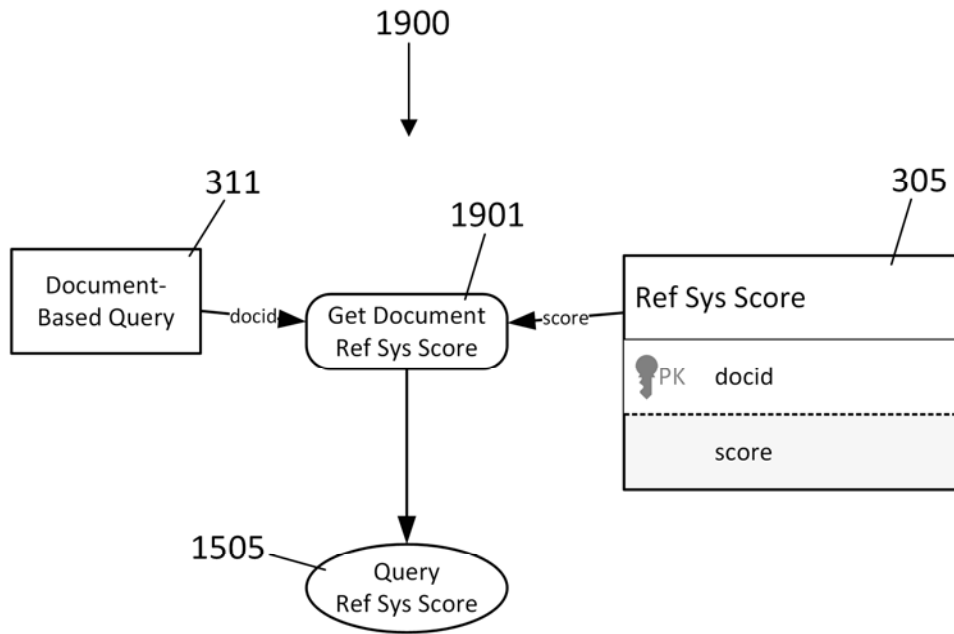 1900
311
1901
305
Document-
Based Query
docid
Get Document
Ref Sys Score
score
Ref Sys Score
PK docid
score
1505
Query
Ref Sys Score